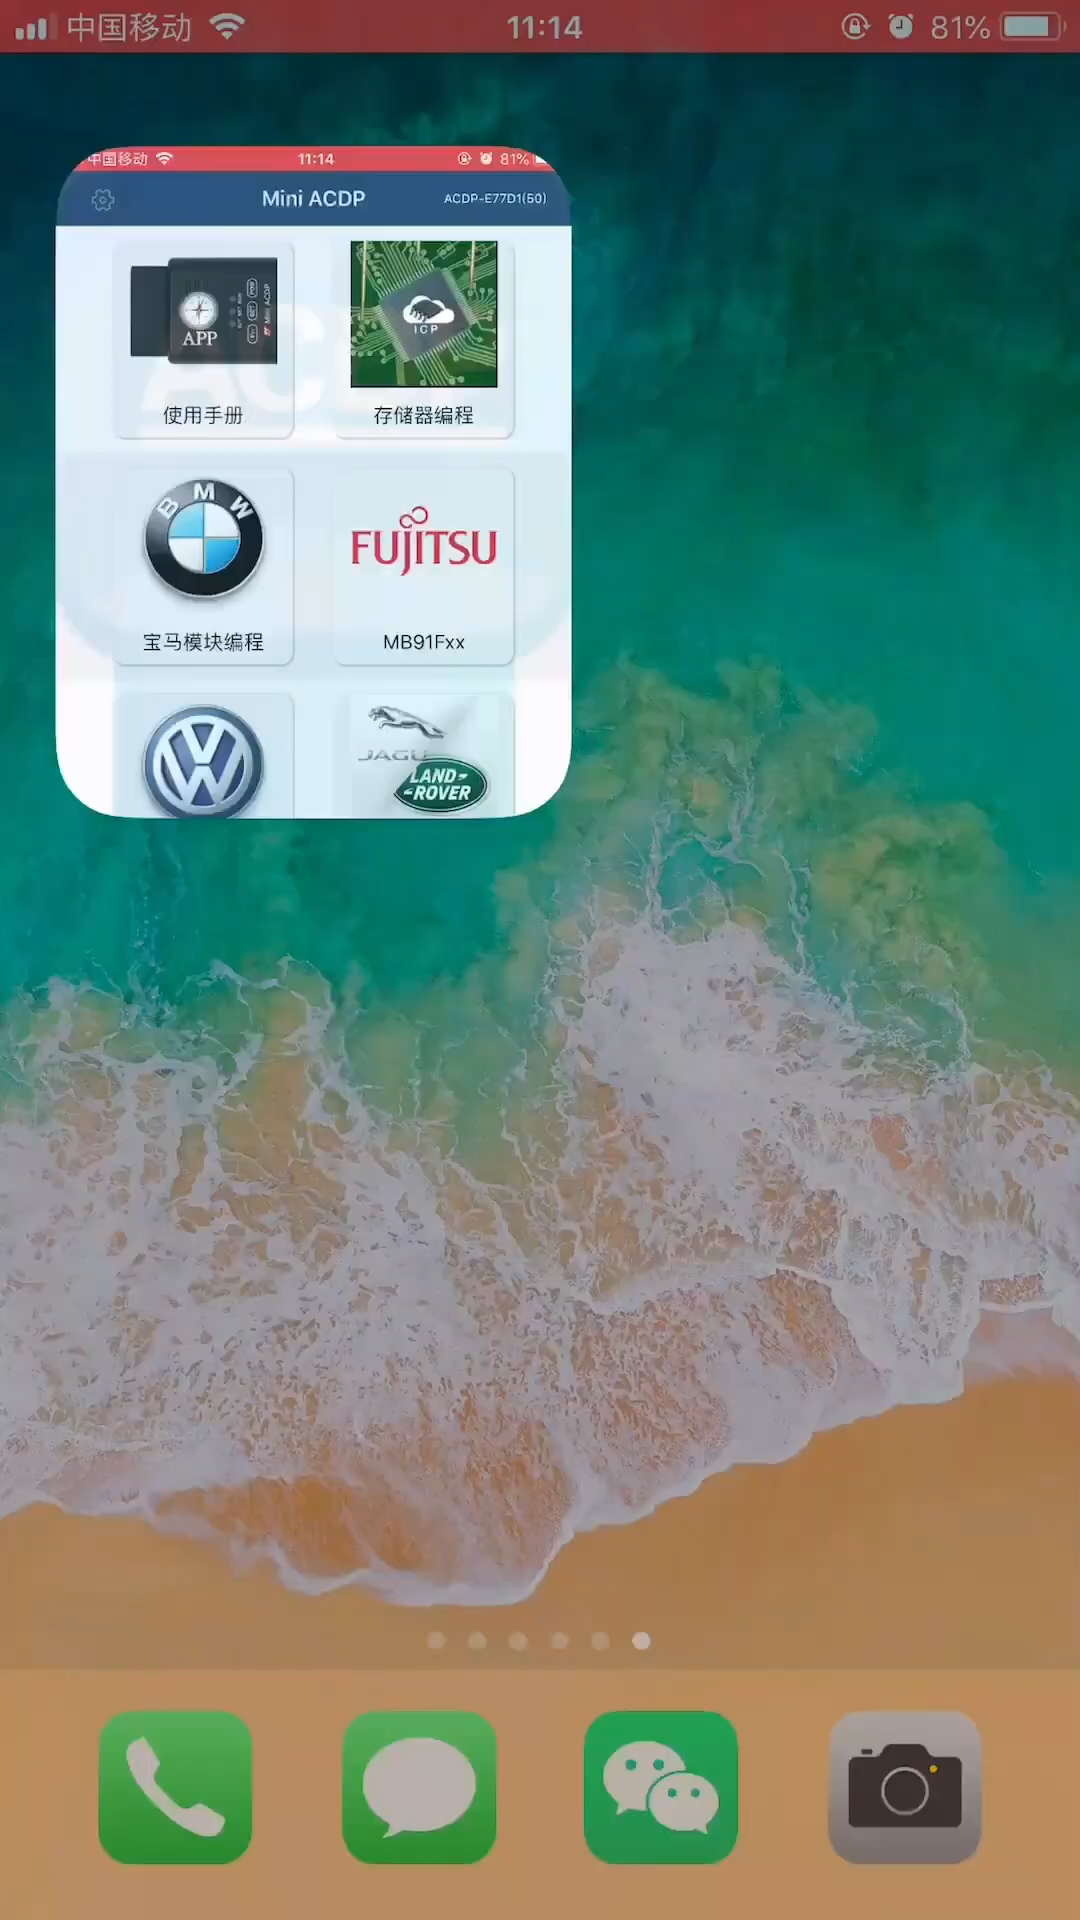 中国移动 11:14 81%
中国移动 11:14 81%
Mini ACDP ACDP-E77D1(50)
APP
ICP
使用手册 存储器编程
BMW
FUJITSU
宝马模块编程 MB91Fxx
JAGU
LAND-
-ROVER